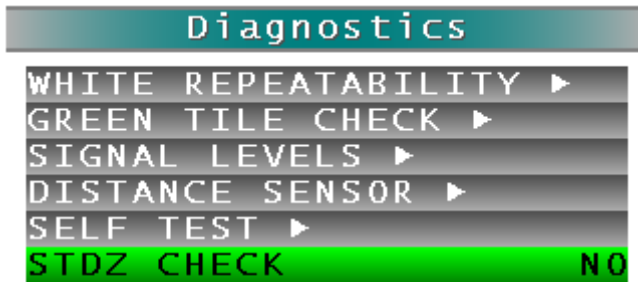 Diagnostics
WHITE REPEATABILITY ►
GREEN TILE CHECK ►
SIGNAL LEVELS ►
DISTANCE SENSOR ►
SELF TEST ►
STDZ CHECK NO